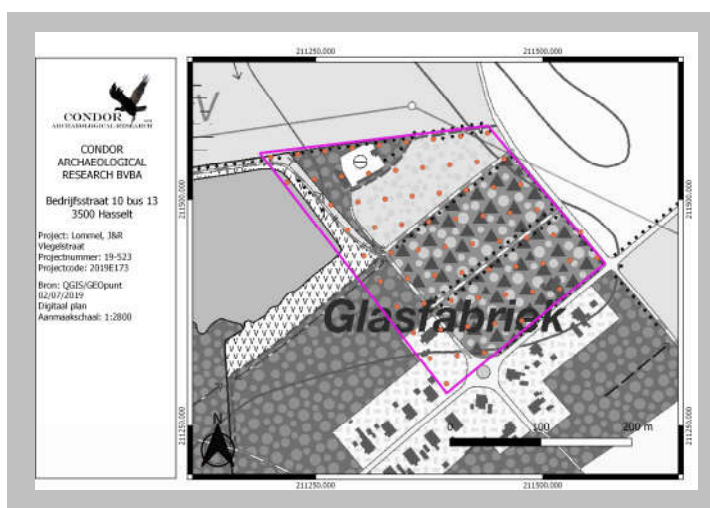 CONDOR
ARCHAEOLOGICAL RESEARCH
CONDOR
ARCHAEOLOGICAL
RESEARCH BVBA
Bedrijfsstraat 10 bus 13
3500 Hasselt
Project: Lommel, J&R
Vlegelstraat
Projectnummer: 19-523
Projectcode: 2019E173
Bron: QGIS/GEOpunt
02/07/2019
Digitaal plan
Aanmaakschaal: 1:2800
211250.000
211500.000
211500.000
211500.000
V
Glasfabriek
N
0
100
200 m
211250.000
211250.000
211250.000
211500.000